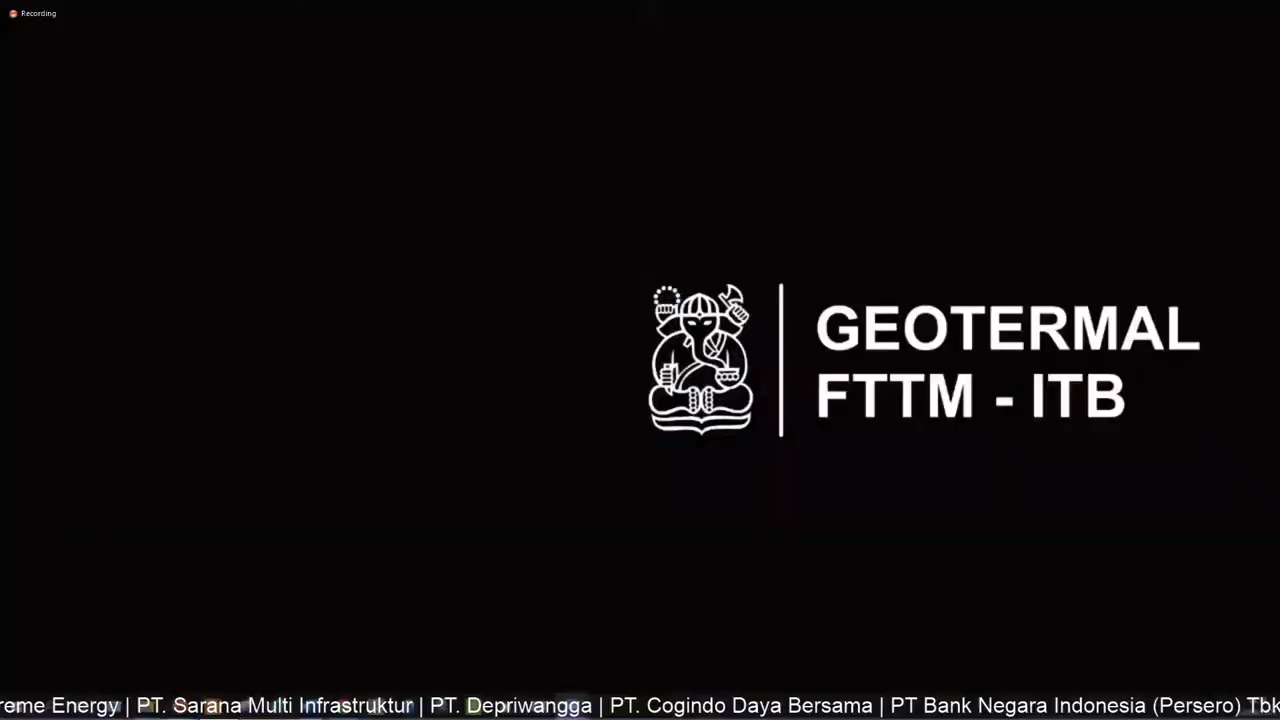 Recording
GEOTERMAL
FTTM - ITB
reme Energy | PT. Sarana Multi Infrastruktur | PT. Depriwangga | PT. Cogindo Daya Bersama | PT Bank Negara Indonesia (Persero) Tbk